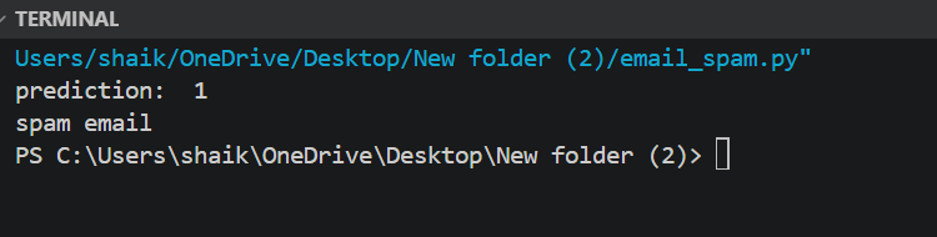 TERMINAL
Users/shaik/OneDrive/Desktop/New folder (2)/email_spam.py"
prediction:  1
spam email
PS C:\Users\shaik\OneDrive\Desktop\New folder (2)>